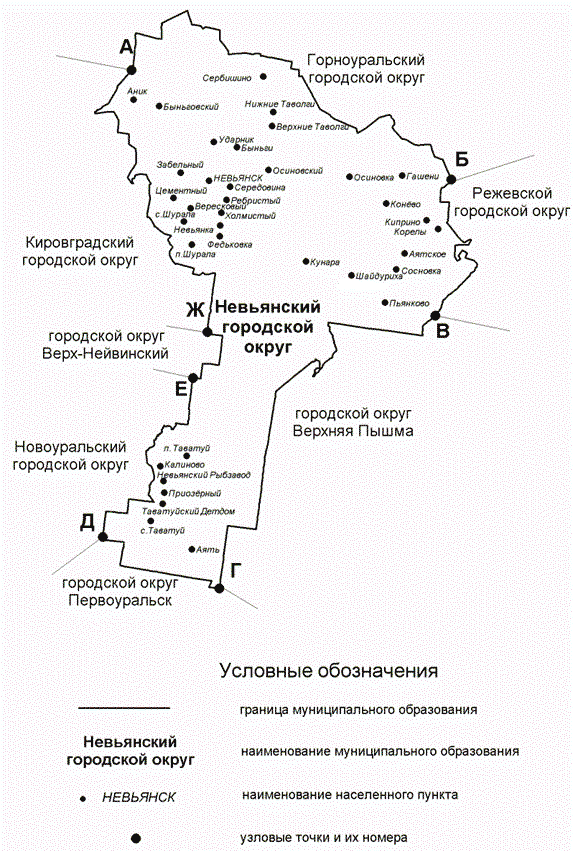 А
Горноуральский
городской округ
Сербишино
Аник
Быньговский
Нижние Таволги
Верхние Таволги
Ударник
Быньги
Б
Забельный
Осиновский
Осиновка
Гашени
НЕВЬЯНСК
Середовина
Режевской
городской округ
Цементный
Ребристый
Конёво
Вересковый
Холмистый
с.Шурала
Киприно
Корелы
Невьянка
Кировградский
городской округ
Федьковка
п.Шурала
Аятское
Кунара
Сосновка
Шайдуриха
Пьянково
Ж
Невьянский
городской
округ
В
городской округ
Верх-Нейвинский
Е
городской округ
Верхняя Пышма
Новоуральский
городской округ
п.Таватуй
Калиново
Невьянский Рыбзавод
Приозёрный
Таватуйский Детдом
Д
с.Таватуй
Аять
Г
городской округ
Первоуральск
Условные обозначения
граница муниципального образования
Невьянский
городской округ
наименование муниципального образования
НЕВЬЯНСК
наименование населенного пункта
узловые точки и их номера